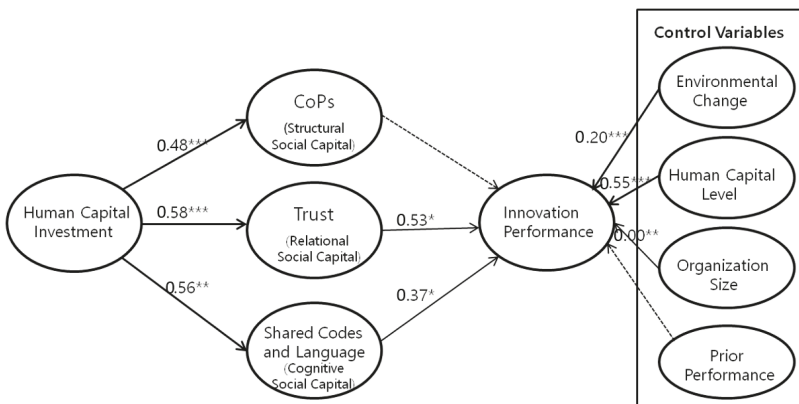 Control Variables
CoPs
(Structural
Social Capital)
Environmental
Change
0.48***
0.20***
Human Capital
Investment
0.58***
Trust
(Relational
Social Capital)
0.53*
Innovation
Performance
0.55***
Human Capital
Level
0.00**
Organization
Size
0.56**
Shared Codes
and Language
(Cognitive
Social Capital)
0.37*
Prior
Performance